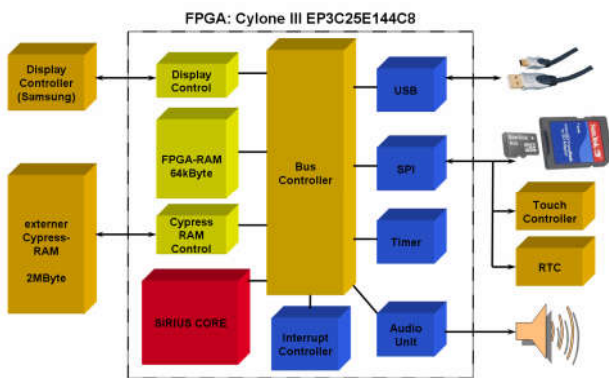 FPGA: Cylone III EP3C25E144C8
Display
Controller
(Samsung)
Display
Control
USB
FPGA-RAM
64kByte
Bus
Controller
SPI
Touch
Controller
externer
Cypress-
RAM
2MByte
Cypress
RAM
Control
Timer
RTC
SIRIUS CORE
Interrupt
Controller
Audio
Unit